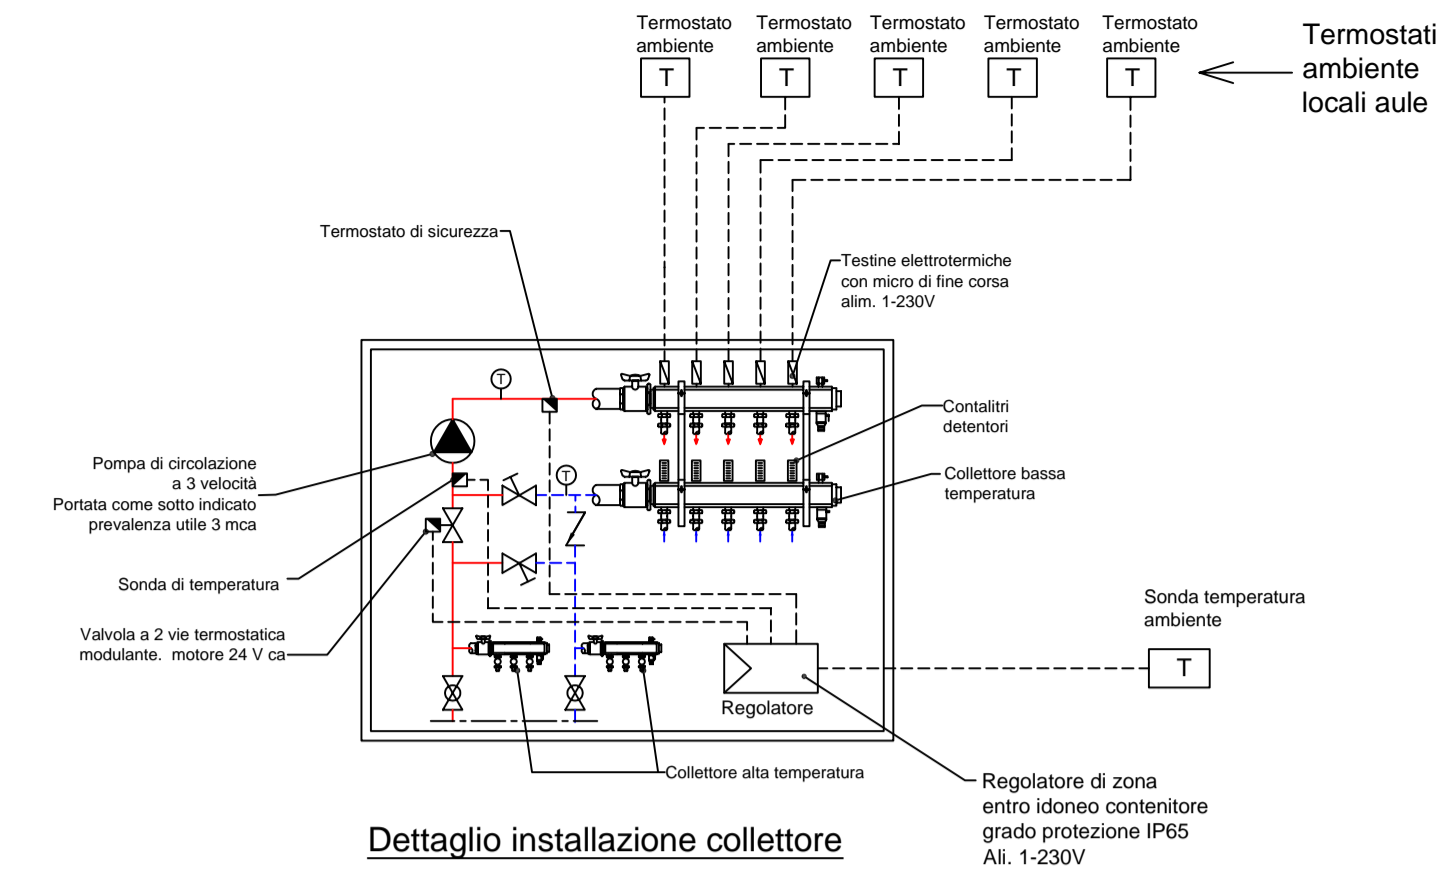 Termostato
ambiente
T
Termostato
ambiente
T
Termostato
ambiente
T
Termostato
ambiente
T
Termostato
ambiente
T
Termostati
ambiente
locali aule
Termostato di sicurezza
Testine elettrotermiche
con micro di fine corsa
alim. 1-230V
T
Contalitri
detentori
Pompa di circolazione
a 3 velocità
Portata come sotto indicato
prevalenza utile 3 mca
T
Collettore bassa
temperatura
Sonda di temperatura
Valvola a 2 vie termostatica
modulante. motore 24 V ca
Sonda temperatura
ambiente
T
Regolatore
Collettore alta temperatura
Regolatore di zona
entro idoneo contenitore
grado protezione IP65
Ali. 1-230V
Dettaglio installazione collettore